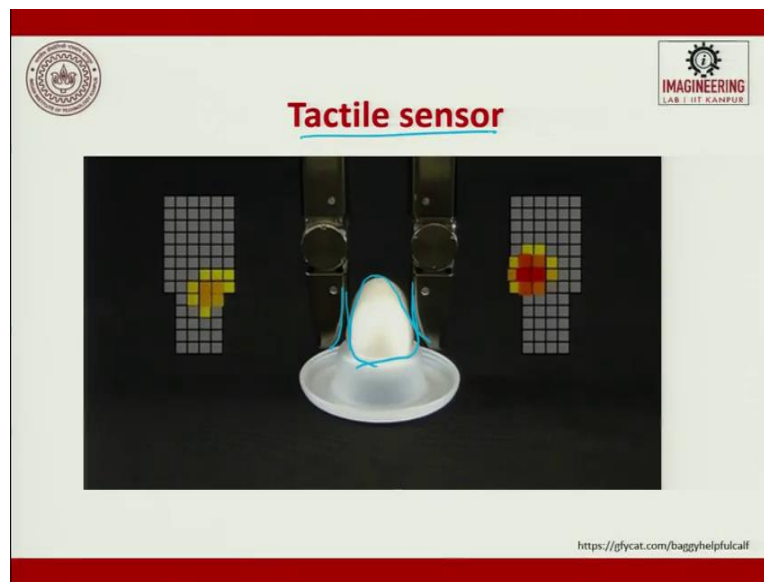 IMAGINEERING
LAB | IIT KANPUR
Tactile sensor
https://gfycat.com/baggyhelpfulcalf